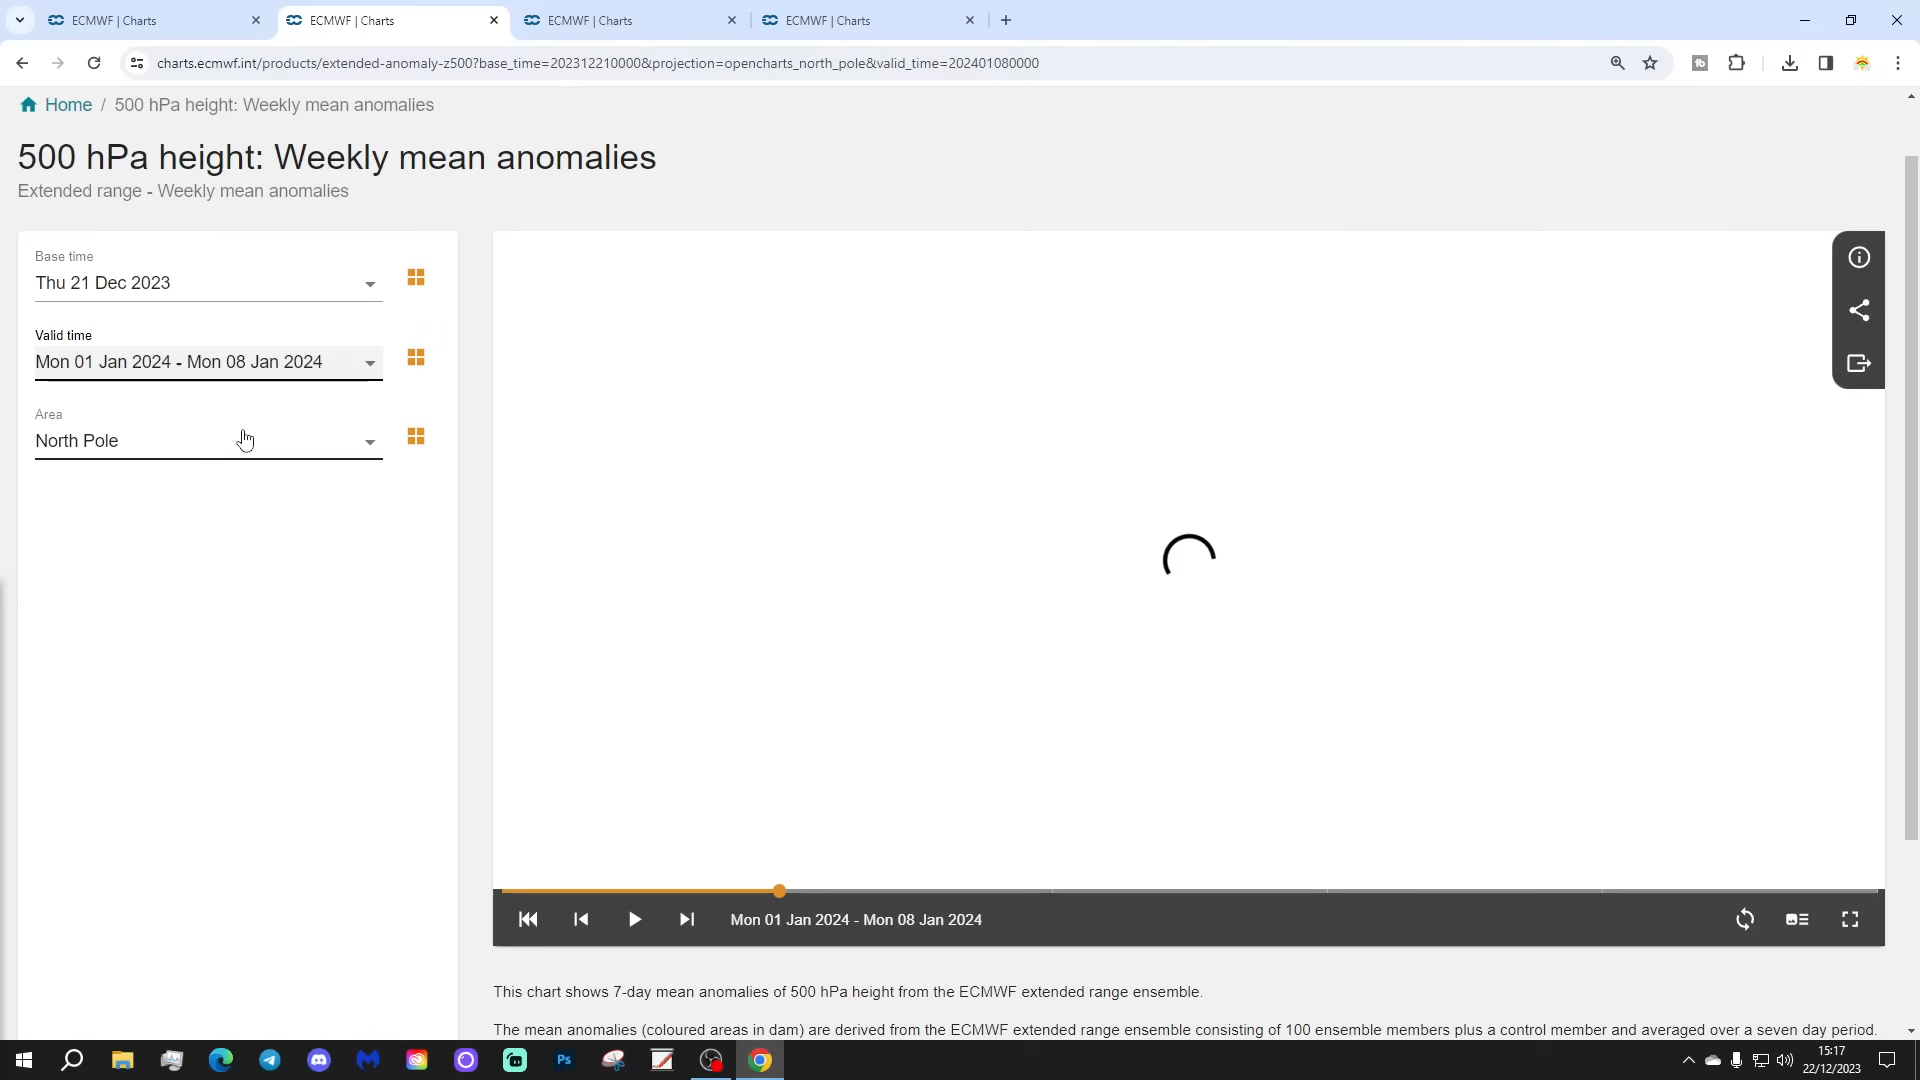 ECMWF | Charts
ECMWF | Charts
ECMWF | Charts
ECMWF | Charts
charts.ecmwf.int/products/extended-anomaly-z500?base_time=202312210000&projection=opencharts_north_pole&valid_time=202401080000
Home / 500 hPa height: Weekly mean anomalies
500 hPa height: Weekly mean anomalies
Extended range - Weekly mean anomalies
Base time
Thu 21 Dec 2023
Valid time
Mon 01 Jan 2024 - Mon 08 Jan 2024
Area
North Pole
Mon 01 Jan 2024 - Mon 08 Jan 2024
This chart shows 7-day mean anomalies of 500 hPa height from the ECMWF extended range ensemble.
The mean anomalies (coloured areas in dam) are derived from the ECMWF extended range ensemble consisting of 100 ensemble members plus a control member and averaged over a seven day period.
Ps
15:17
22/12/2023